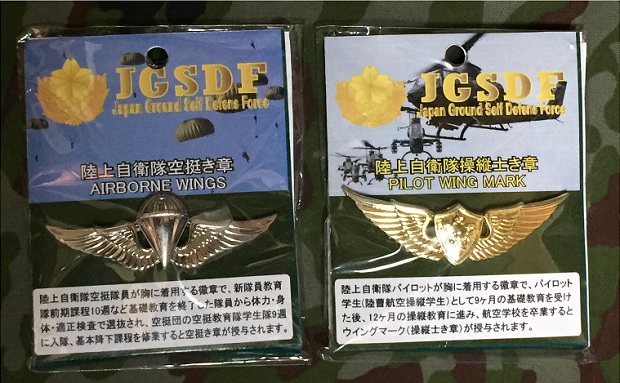 JGSDF
Japan Ground Self Defens Force
陸上自衛隊空挺き章
AIRBORNE WINGS
陸上自衛隊空挺隊員が胸に着用する徽章で、新隊員教育
隊前期課程10週など基礎教育を終了した隊員から体力・身
体・適正検査で選抜され、空挺団の空挺教育隊学生隊9週
に入隊、基本降下課程を修業すると空挺き章が授与されます。
JGSDF
Japan Ground Self Defens Force
陸上自衛隊操縦士き章
PILOT WING MARK
陸上自衛隊パイロットが胸に着用する徽章で、パイロット
学生(陸曹航空操縦学生)として9ケ月の基礎教育を受け
た後、12ケ月の操縦教育に進み、航空学校を卒業すると
ウイングマーク(操縦士き章)が授与されます。